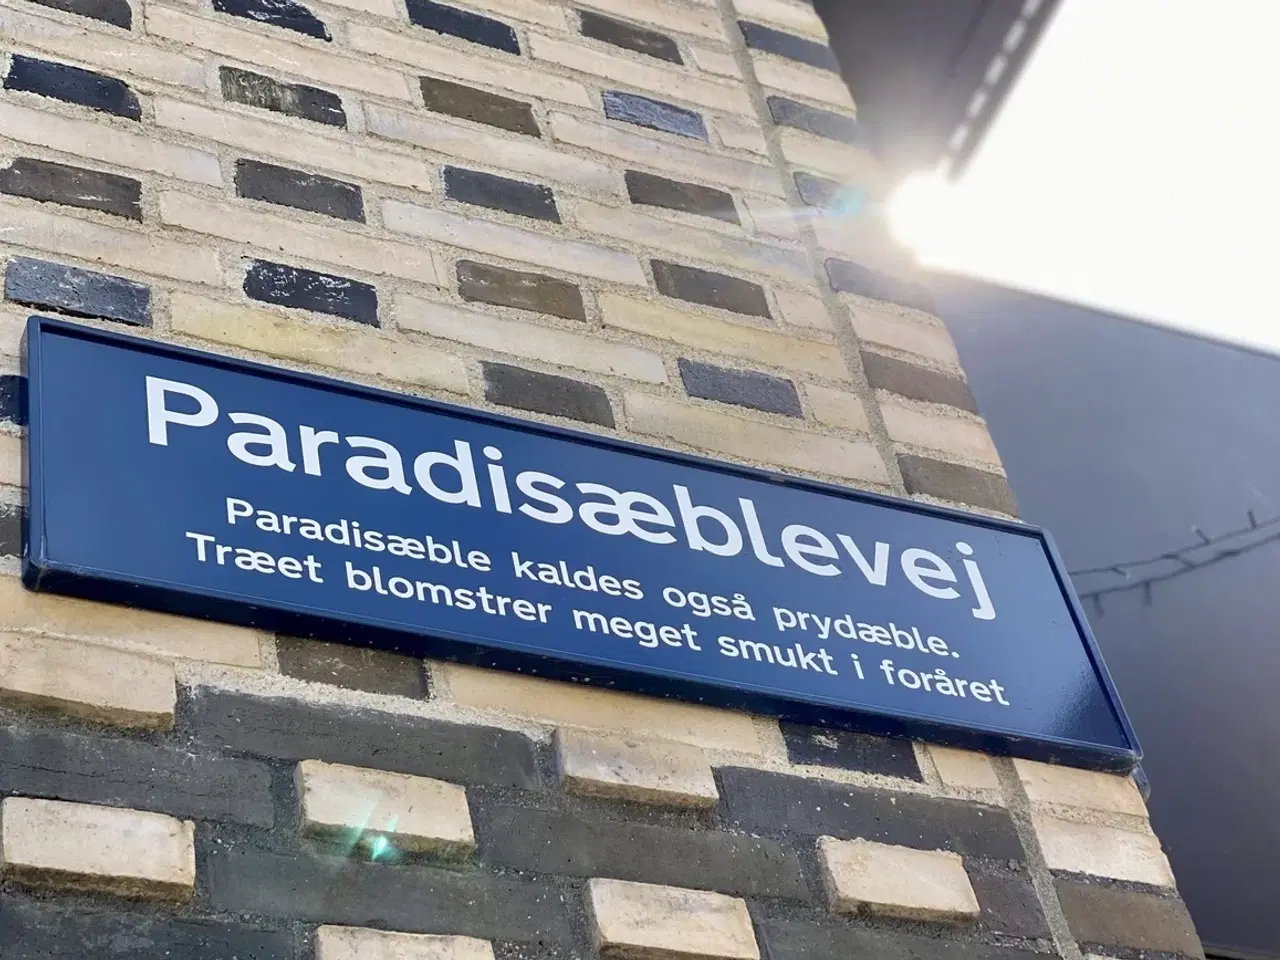 Paradisæblevej
Paradisæble kaldes også prydæble.
Træet blomstrer meget smukt i foråret